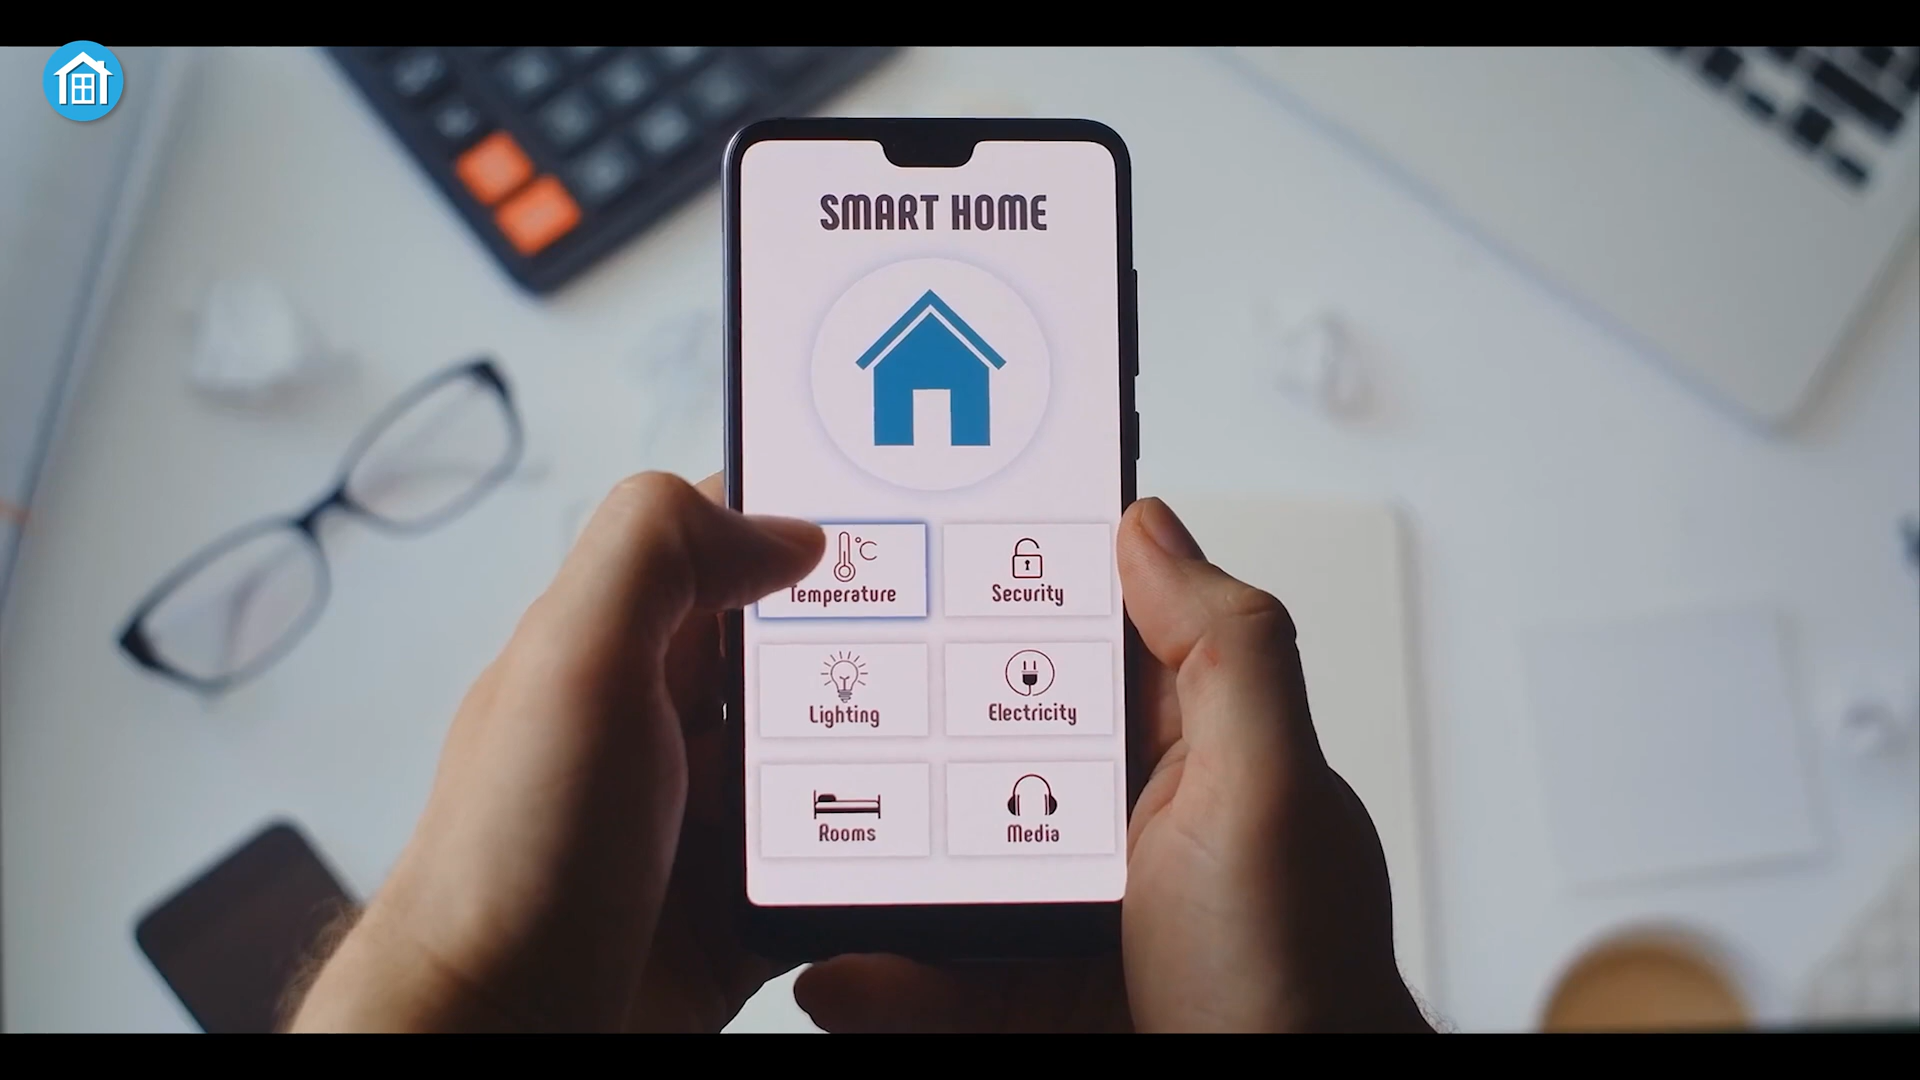 SMART HOME
°C
Temperature
Security
Lighting
Electricity
Rooms
Media